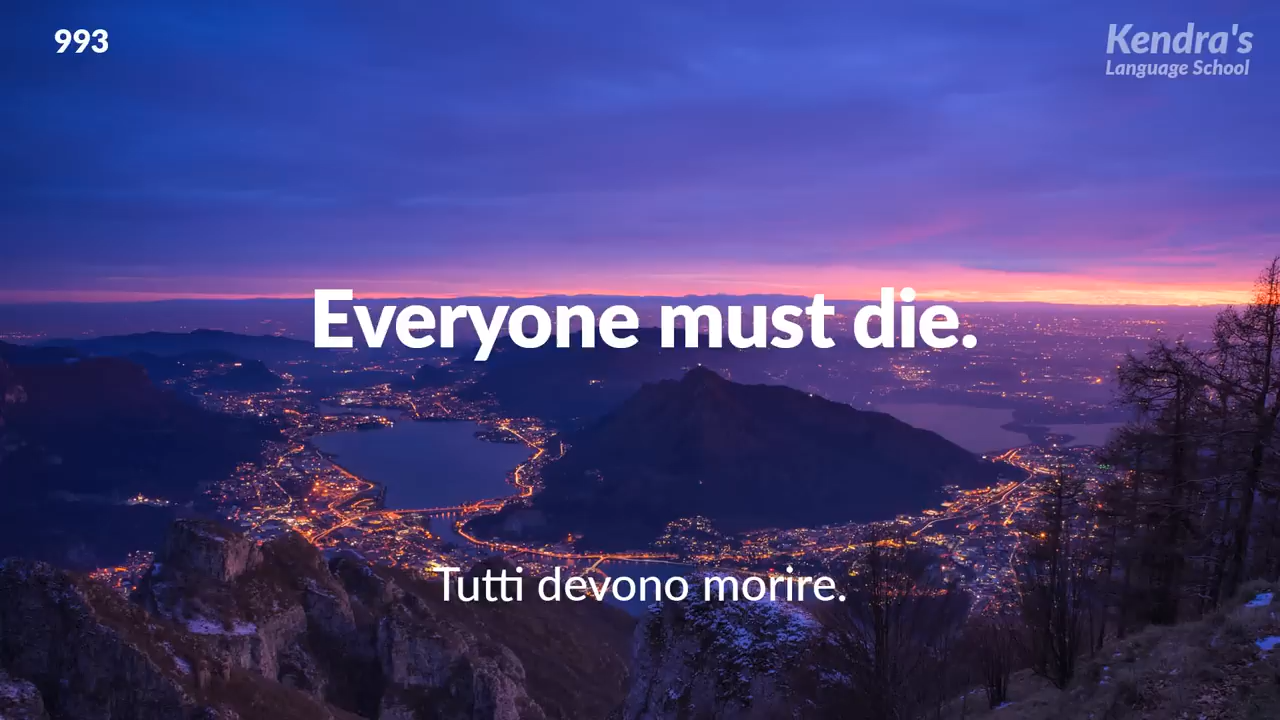 993
Kendra's
Language School
Everyone must die.
Tutti devono morire.